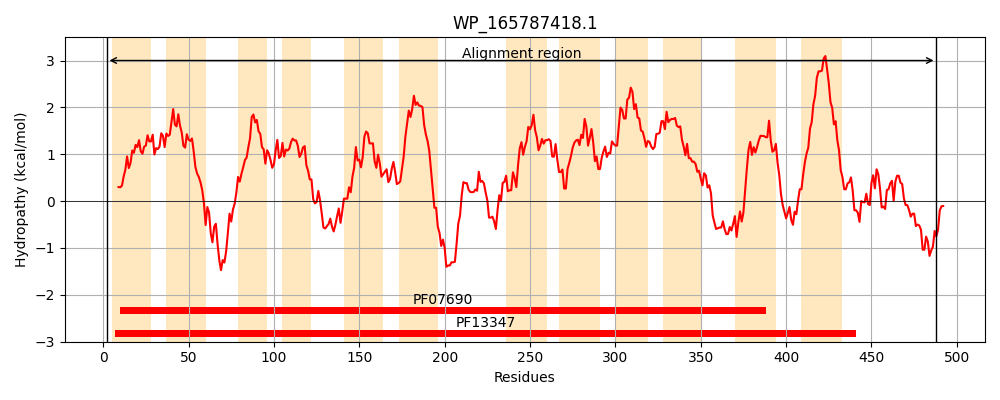 WP_165787418.1
Alignment region
3
2
1
0
−1
−2
−3
Hydropathy (kcal/mol)
PF07690
PF13347
0 50 100 150 200 250 300 350 400 450 500
Residues